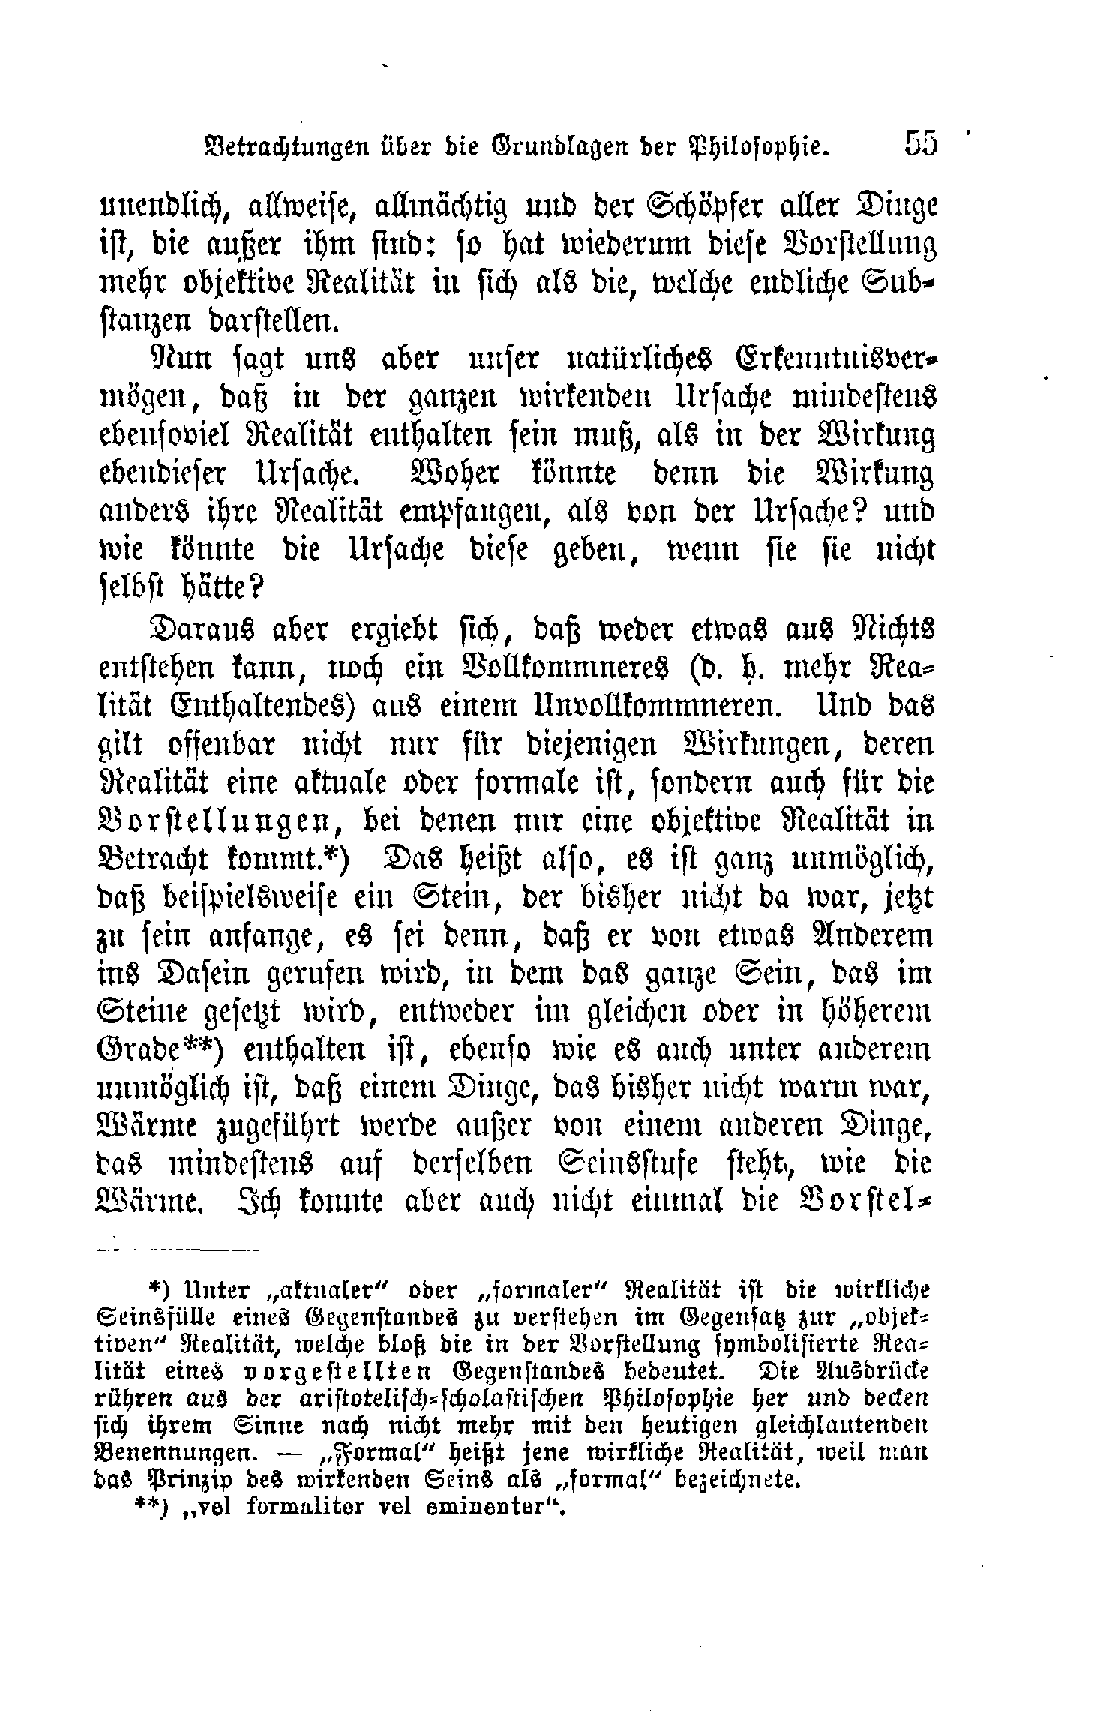 Betrachtungen über die Grundlagen der Philosophie. 55
unendlich, allweise, allmächtig und der Schöpfer aller Dinge
ist, die außer ihm sind: so hat wiederum diese Vorstellung
mehr objektive Realität in sich als die, welche endliche Sub-
stanzen darstellen.
Nun sagt uns aber unser natürliches Erkenntnisver-
mögen, daß in der ganzen wirkenden Ursache mindestens
ebensoviel Realität enthalten sein muß, als in der Wirkung
ebendieser Ursache. Woher könnte denn die Wirkung
anders ihre Realität empfangen, als von der Ursache? und
wie könnte die Ursache diese geben, wenn sie sie nicht
selbst hätte?
Daraus aber ergiebt sich, daß weder etwas aus Nichts
entstehen kann, noch ein Vollkommneres (d. h. mehr Rea-
lität Enthaltendes) aus einem Unvollkommneren. Und das
gilt offenbar nicht nur für diejenigen Wirkungen, deren
Realität eine aktuale oder formale ist, sondern auch für die
Vorstellungen, bei denen nur eine objektive Realität in
Betracht kommt.*) Das heißt also, es ist ganz unmöglich,
daß beispielsweise ein Stein, der bisher nicht da war, jetzt
zu sein anfange, es sei denn, daß er von etwas Anderem
ins Dasein gerufen wird, in dem das ganze Sein, das im
Steine gesetzt wird, entweder im gleichen oder in höherem
Grade**) enthalten ist, ebenso wie es auch unter anderem
unmöglich ist, daß einem Dinge, das bisher nicht warm war,
Wärme zugeführt werde außer von einem anderen Dinge,
das mindestens auf derselben Seinsstufe steht, wie die
Wärme. Ich konnte aber auch nicht einmal die Vorstel-
*) Unter „aktualer" oder „formaler" Realität ist die wirkliche
Seinsfülle eines Gegenstandes zu verstehen im Gegensatz zur „objek-
tiven" Realität, welche bloß die in der Vorstellung symbolisierte Rea-
lität eines vorgestellten Gegenstandes bedeutet. Die Ausdrücke
rühren aus der aristotelisch-scholastischen Philosophie her und decken
sich ihrem Sinne nach nicht mehr mit den heutigen gleichlautenden
Benennungen. — „Formal" heißt jene wirkliche Realität, weil man
das Prinzip des wirkenden Seins als „formal" bezeichnete.
**) „vel formaliter vel eminenter".